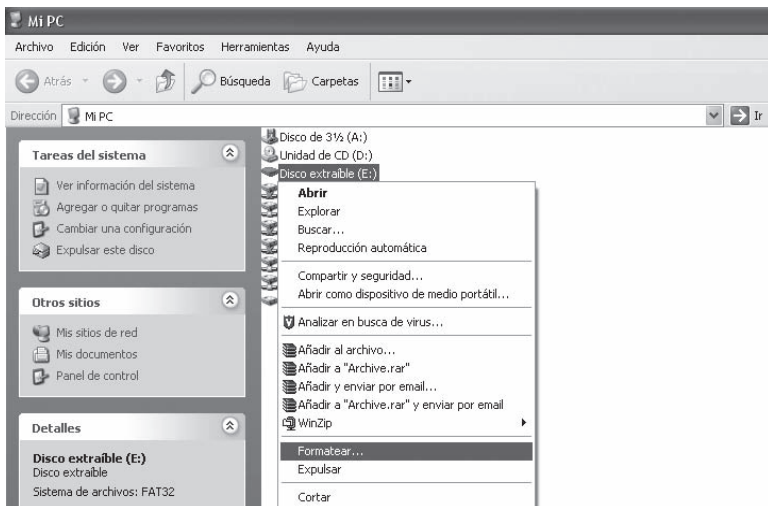 Mi PC
Archivo Edición Ver Favoritos Herramientas Ayuda
Atrás Búsqueda Carpetas
Dirección Mi PC Ir
Tareas del sistema
Ver información del sistema
Agregar o quitar programas
Cambiar una configuración
Expulsar este disco
Otros sitios
Mis sitios de red
Mis documentos
Panel de control
Detalles
Disco extraíble (E:)
Disco extraíble
Sistema de archivos: FAT32
Disco de 3½ (A:)
Unidad de CD (D:)
Disco extraíble (E:)
Abrir
Explorar
Buscar...
Reproducción automática
Compartir y seguridad...
Abrir como dispositivo de medio portátil...
Analizar en busca de virus...
Añadir al archivo...
Añadir a "Archive.rar"
Añadir y enviar por email...
Añadir a "Archive.rar" y enviar por email
WinZip
Formatear...
Expulsar
Cortar